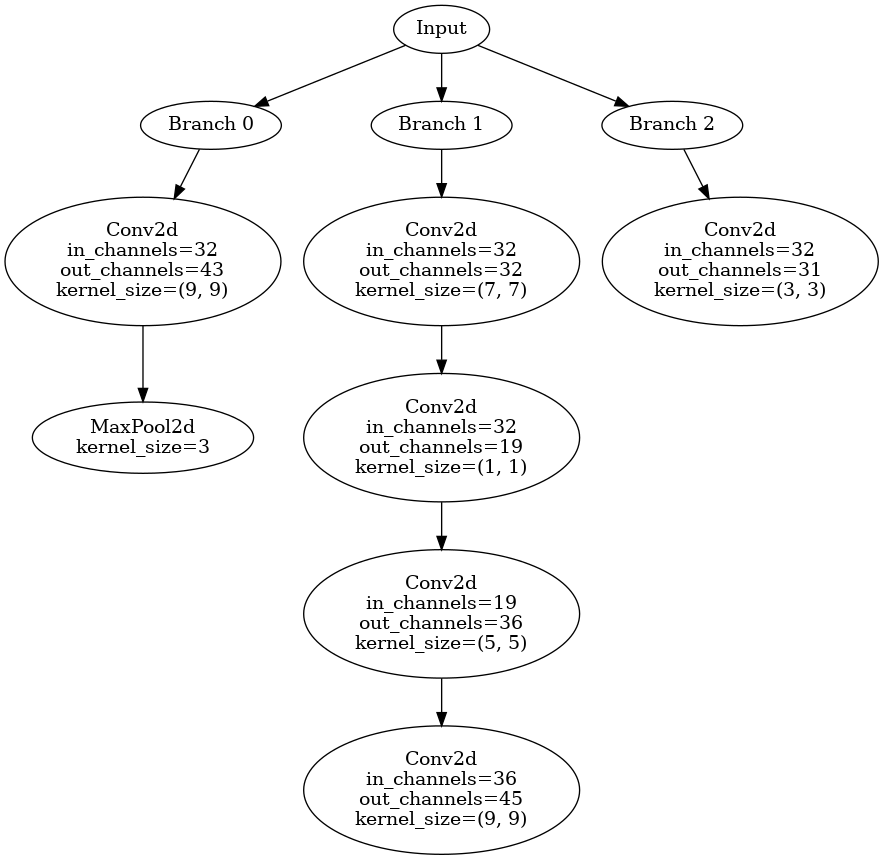 Input
Branch 0
Branch 1
Branch 2
Conv2d
in_channels=32
out_channels=43
kernel_size=(9, 9)
Conv2d
in_channels=32
out_channels=32
kernel_size=(7, 7)
Conv2d
in_channels=32
out_channels=31
kernel_size=(3, 3)
MaxPool2d
kernel_size=3
Conv2d
in_channels=32
out_channels=19
kernel_size=(1, 1)
Conv2d
in_channels=19
out_channels=36
kernel_size=(5, 5)
Conv2d
in_channels=36
out_channels=45
kernel_size=(9, 9)